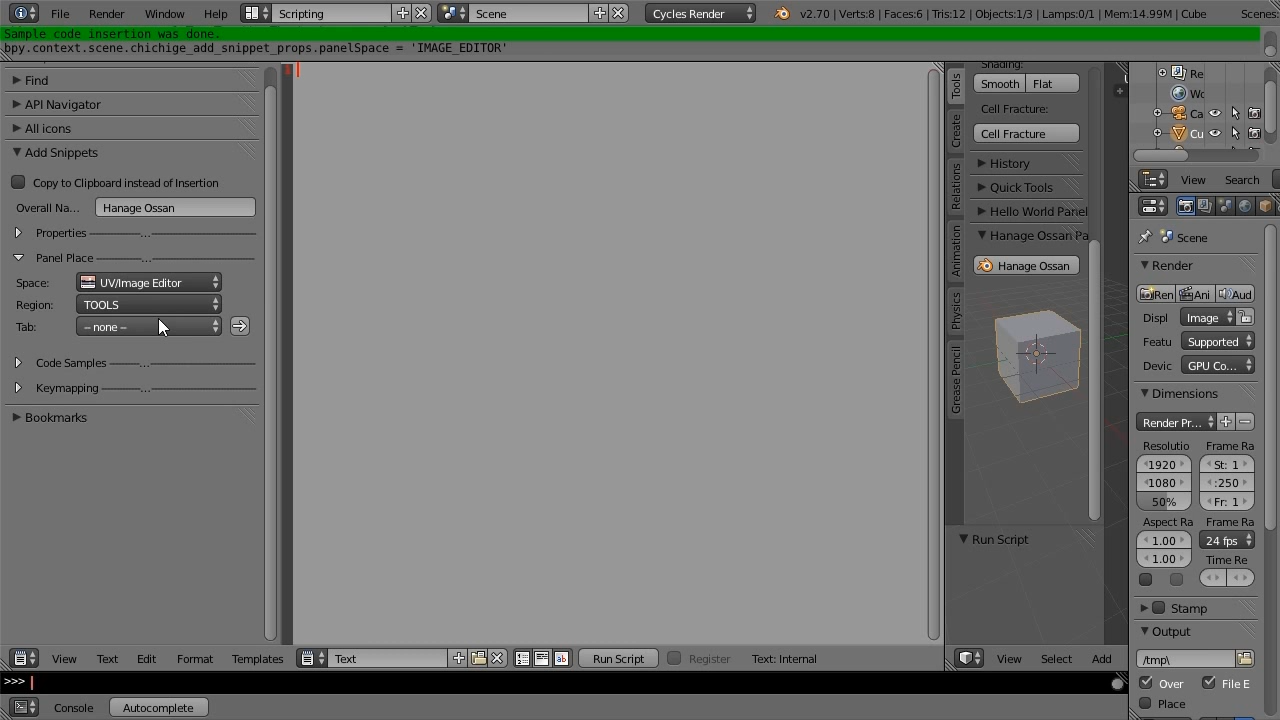 File Render Window Help Scripting Scene Cycles Render v2.70 | Verts:8 | Faces:6 | Tris:12 | Objects:1/3 | Lamps:0/1 | Mem:14.99M | Cube Scenes:
Sample code insertion was done.
bpy.context.scene.chichige_add_snippet_props.panelSpace = 'IMAGE_EDITOR'
Find
API Navigator
All icons
Add Snippets
Copy to Clipboard instead of Insertion
Overall Na... Hanage Ossan
Properties ————...
Panel Place ————...
Space: UV/Image Editor
Region: TOOLS
Tab: – none –
Code Samples ————...
Keymapping ————...
Bookmarks
1
Tools
Create
Relations
Animation
Physics
Grease Pencil
Shading:
Smooth Flat
Cell Fracture:
Cell Fracture
History
Quick Tools
Hello World Panel
Hanage Ossan Pa
Hanage Ossan
Run Script
Re
Wo
Ca
Cu
View Search
Scene
Render
Ren Ani Aud
Displ Image
Featu Supported
Devic GPU Co...
Dimensions
Render Pr...
Resolutio Frame Ra
1920 St: 1
1080 :250
50% Fr: 1
Aspect Ra Frame Ra
1.00 24 fps
1.00 Time Re
Stamp
Output
/tmp\
Over File E
Place
View Text Edit Format Templates Text Run Script Register Text: Internal
View Select Add
>>>
Console Autocomplete